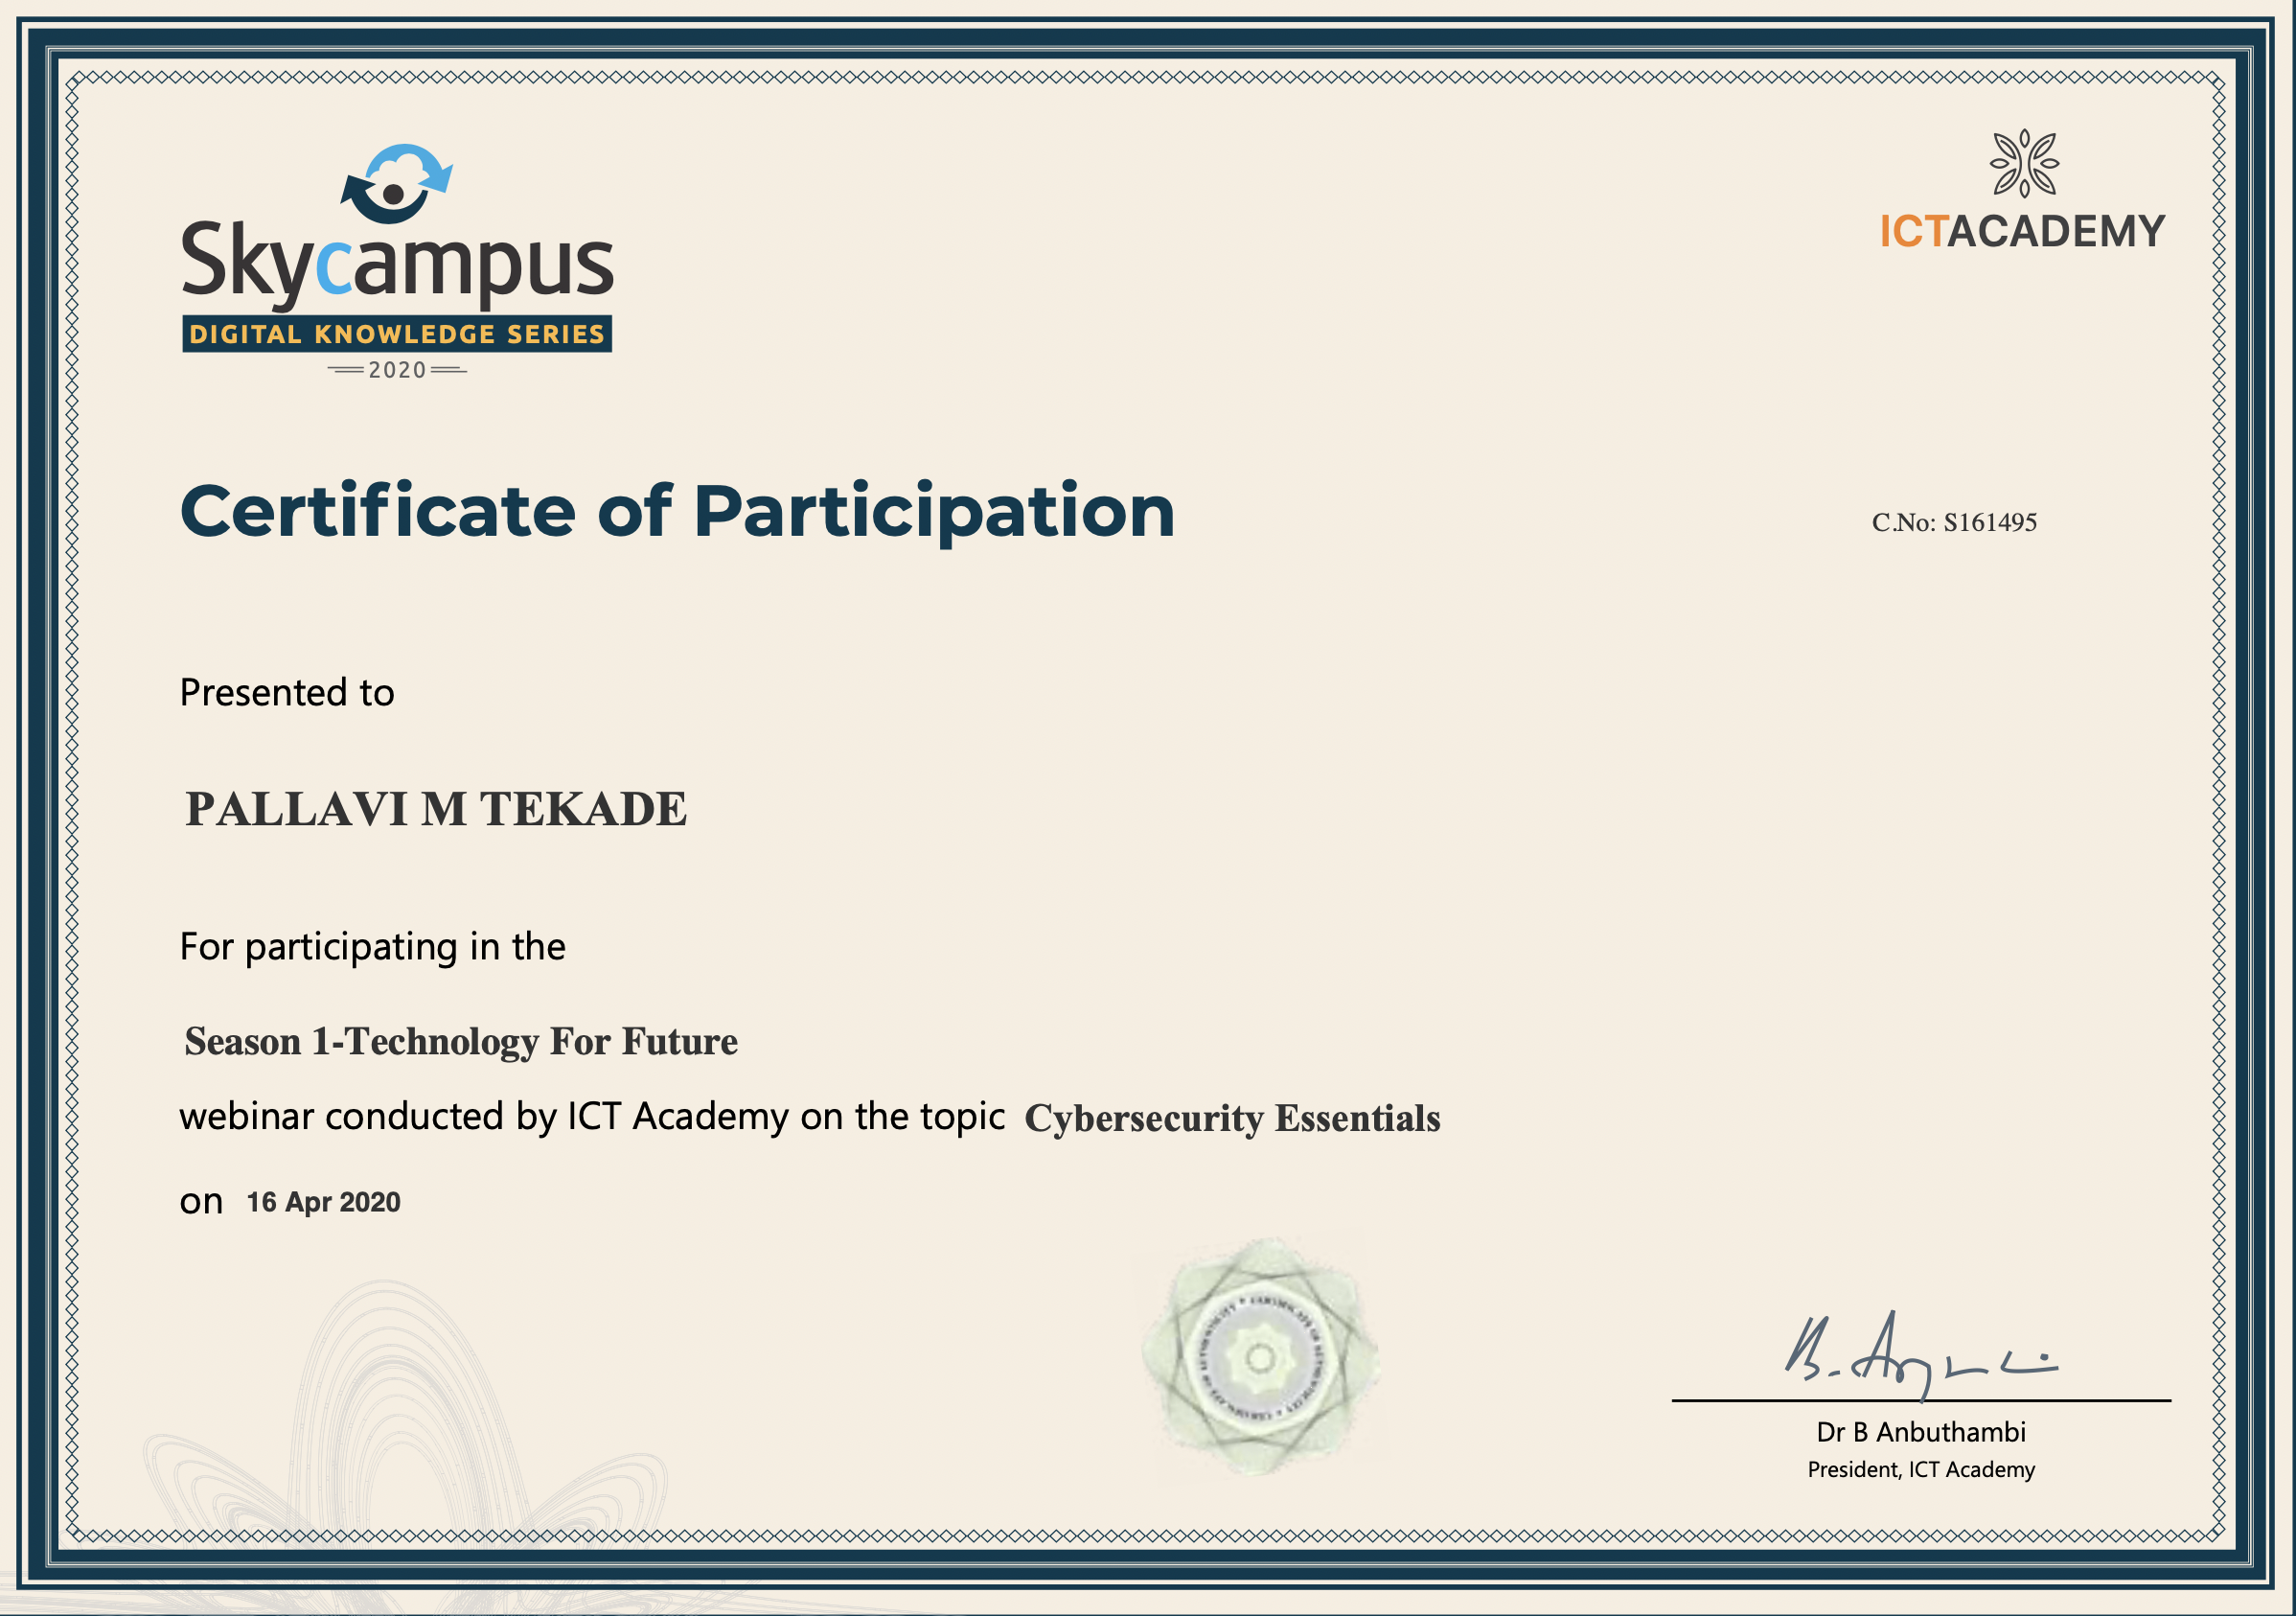 Skycampus
DIGITAL KNOWLEDGE SERIES
2020
ICTACADEMY
Certificate of Participation
C.No: S161495
Presented to
PALLAVI M TEKADE
For participating in the
Season 1-Technology For Future
webinar conducted by ICT Academy on the topic Cybersecurity Essentials
on 16 Apr 2020
Dr B Anbuthambi
President, ICT Academy